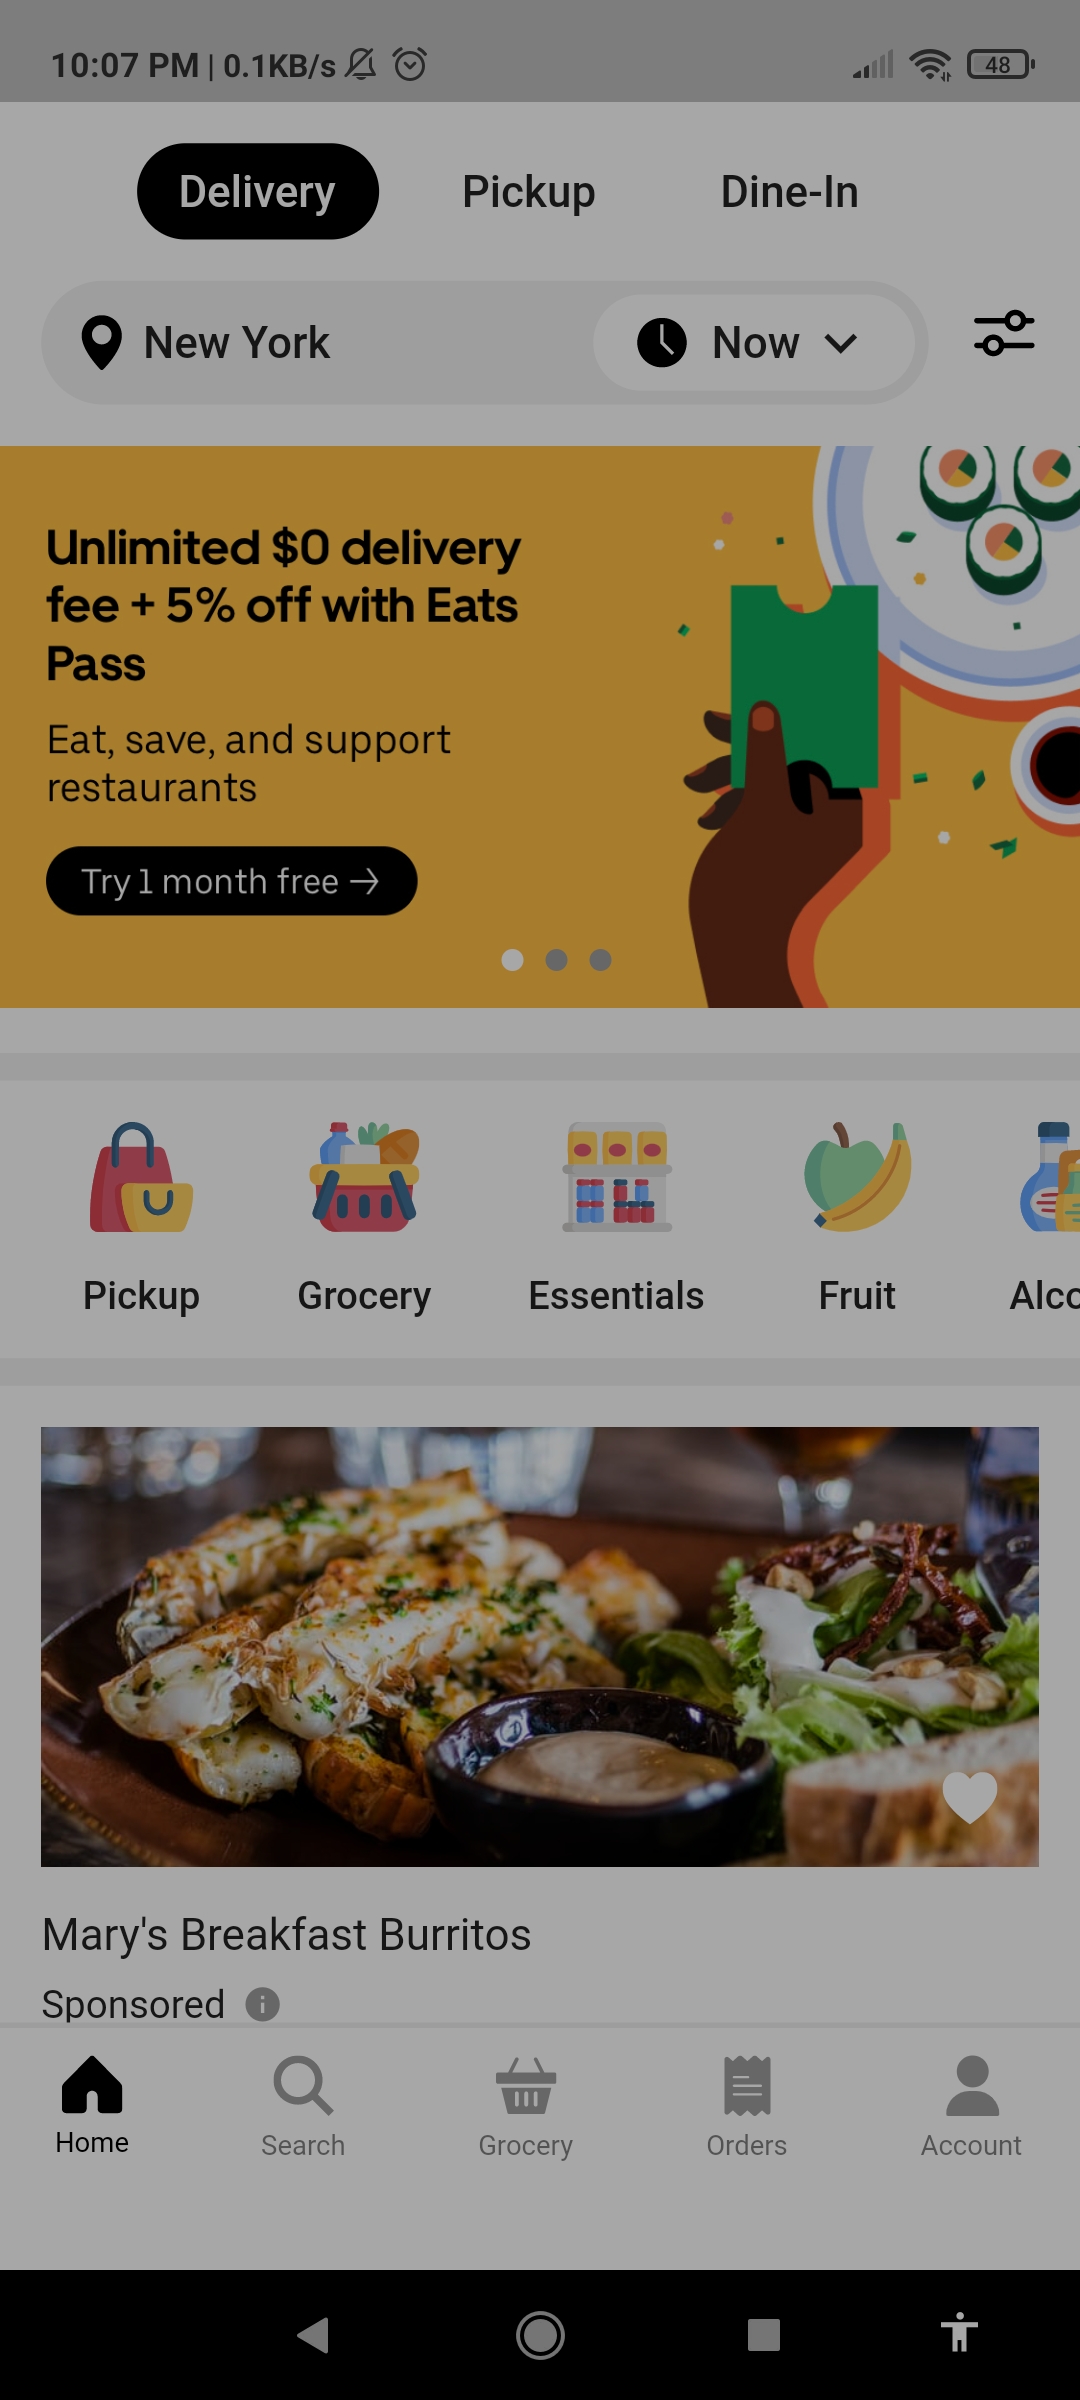 10:07 PM | 0.1KB/s
48
Delivery
Pickup
Dine-In
New York
Now
Unlimited $0 delivery
fee + 5% off with Eats
Pass
Eat, save, and support
restaurants
Try 1 month free →
Pickup
Grocery
Essentials
Fruit
Alco
Mary's Breakfast Burritos
Sponsored
Home
Search
Grocery
Orders
Account